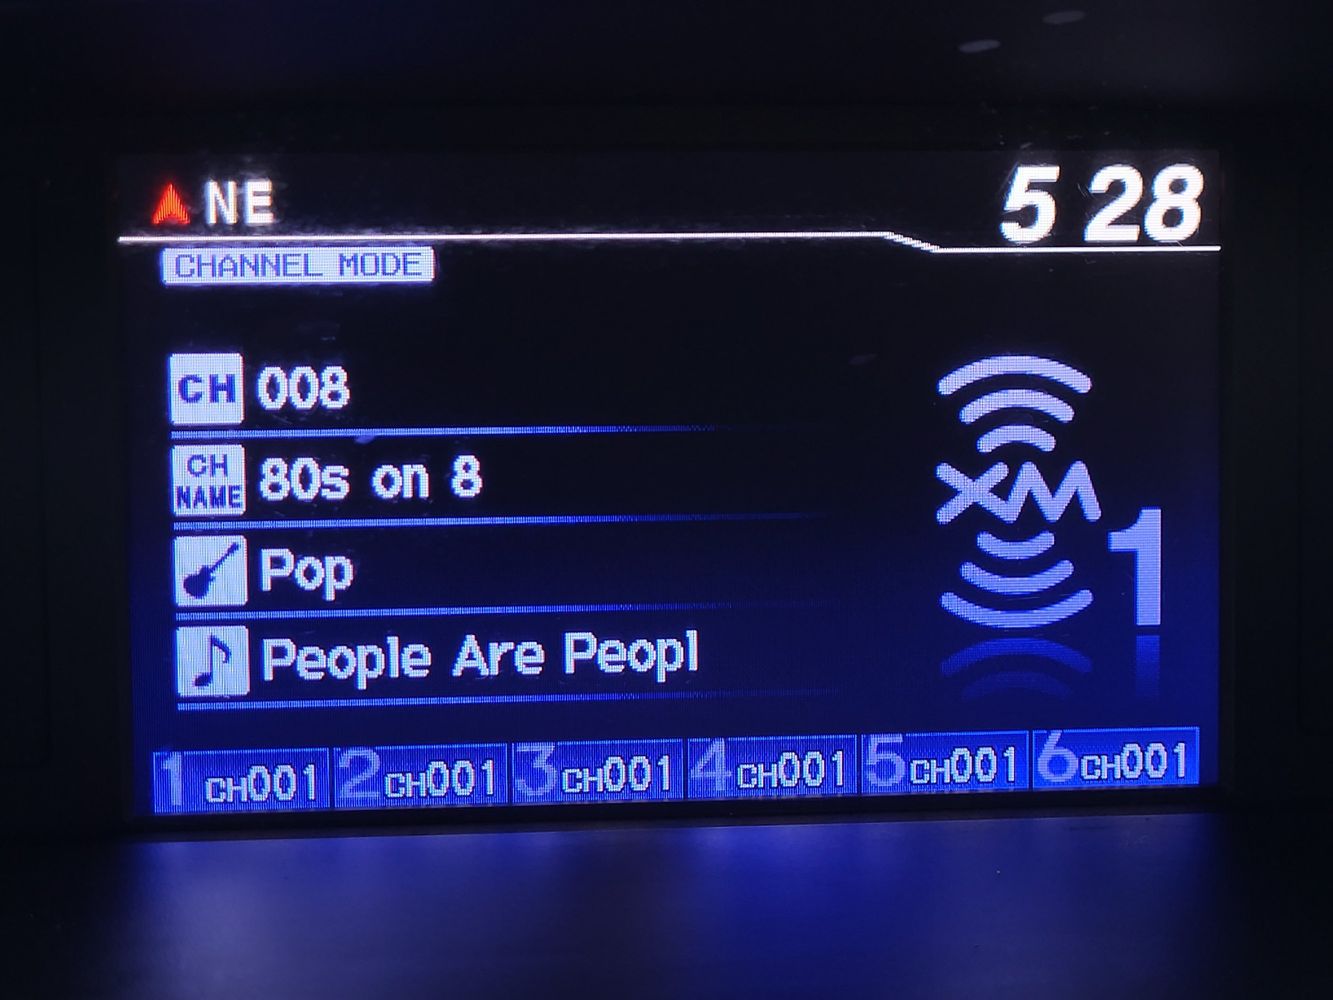 NE 5 28
CHANNEL MODE
CH 008
CH NAME 80s on 8
Pop
People Are Peopl
XM 1
1 CH001 2 CH001 3 CH001 4 CH001 5 CH001 6 CH001